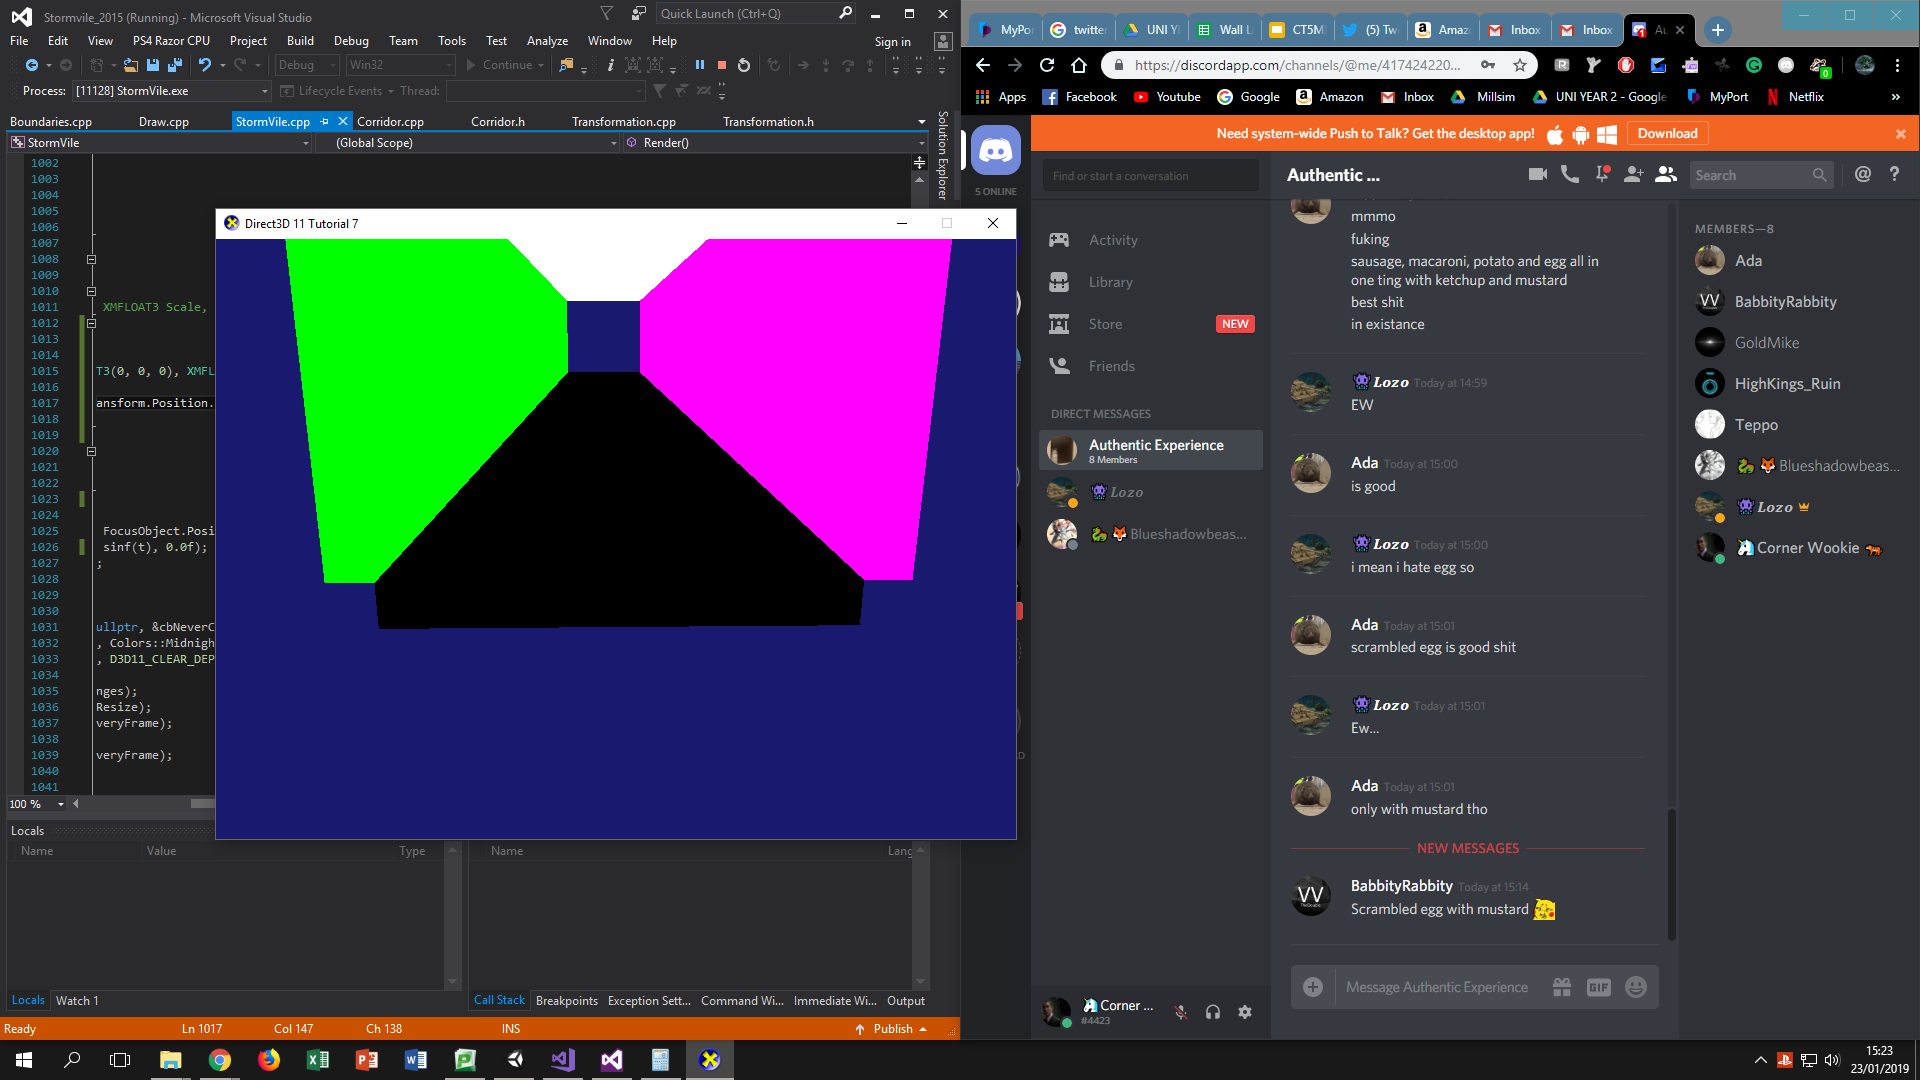 Stormvile_2015 (Running) - Microsoft Visual Studio
Quick Launch (Ctrl+Q)
File Edit View PS4 Razor CPU Project Build Debug Team Tools Test Analyze Window Help Sign in
Debug Win32 Continue
Process: [11128] StormVile.exe Lifecycle Events Thread:
Boundaries.cpp Draw.cpp StormVile.cpp Corridor.cpp Corridor.h Transformation.cpp Transformation.h
StormVile (Global Scope) Render()
Solution Explorer
1002
1003
1004
1005
1006
1007
1008
1009
1010
1011 XMFLOAT3 Scale,
1012
1013
1014
1015 T3(0, 0, 0), XMFL
1016
1017 ansform.Position.
1018
1019
1020
1021
1022
1023
1024
1025 FocusObject.Posi
1026 sinf(t), 0.0f);
1027 ;
1028
1029
1030
1031 ullptr, &cbNeverC
1032 , Colors::Midnigh
1033 , D3D11_CLEAR_DEP
1034
1035 nges);
1036 Resize);
1037 veryFrame);
1038
1039 veryFrame);
1040
1041
100 %
Direct3D 11 Tutorial 7
Locals
Name Value Type
Name Lang
Locals Watch 1
Call Stack Breakpoints Exception Sett... Command Wi... Immediate Wi... Output
Ready Ln 1017 Col 147 Ch 138 INS Publish
MyPor twitte UNI Y Wall L CT5M (5) Tw Amaz Inbox Inbox
https://discordapp.com/channels/@me/417424220...
Apps Facebook Youtube Google Amazon Inbox Millsim UNI YEAR 2 - Google MyPort Netflix »
Need system-wide Push to Talk? Get the desktop app! Download
5 ONLINE
Find or start a conversation
Activity
Library
Store NEW
Friends
DIRECT MESSAGES
Authentic Experience
8 Members
Lozo
Blueshadowbeas...
Corner ...
#4423
Authentic ...
Search
mmmo
fuking
sausage, macaroni, potato and egg all in
one ting with ketchup and mustard
best shit
in existance
Lozo Today at 14:59
EW
Ada Today at 15:00
is good
Lozo Today at 15:00
i mean i hate egg so
Ada Today at 15:01
scrambled egg is good shit
Lozo Today at 15:01
Ew...
Ada Today at 15:01
only with mustard tho
NEW MESSAGES
BabbityRabbity Today at 15:14
Scrambled egg with mustard
Message Authentic Experience
GIF
MEMBERS—8
Ada
BabbityRabbity
GoldMike
HighKings_Ruin
Teppo
Blueshadowbeas...
Lozo
Corner Wookie
15:23
23/01/2019